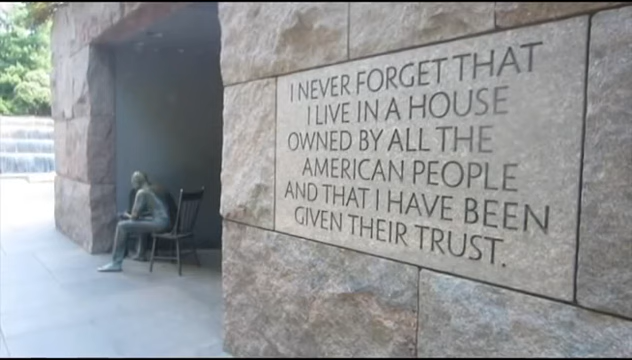 I NEVER FORGET THAT
I LIVE IN A HOUSE
OWNED BY ALL THE
AMERICAN PEOPLE
AND THAT I HAVE BEEN
GIVEN THEIR TRUST.